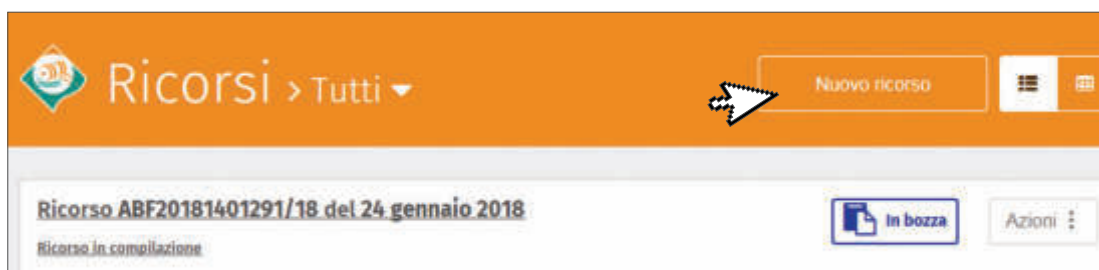 Ricorsi > Tutti
Nuovo ricorso
Ricorso ABF20181401291/18 del 24 gennaio 2018
In bozza
Azioni
Ricorso in compilazione